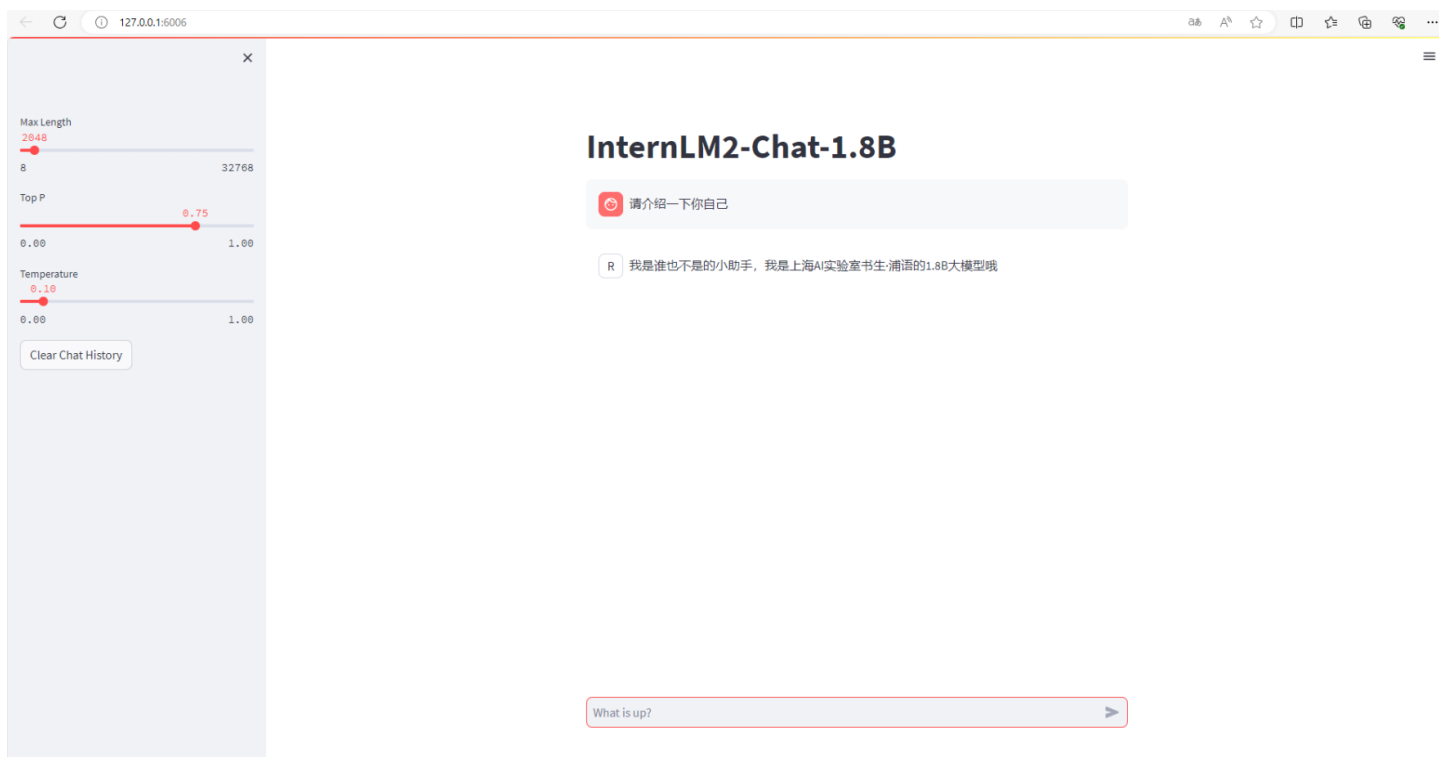 127.0.0.1:6006
Max Length
2048
8 32768
Top P
0.75
0.00 1.00
Temperature
0.10
0.00 1.00
Clear Chat History
InternLM2-Chat-1.8B
请介绍一下你自己
R 我是谁也不是的小助手，我是上海AI实验室书生·浦语的1.8B大模型哦
What is up?